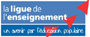 la ligue de
l'enseignement
un avenir par l'éducation populaire